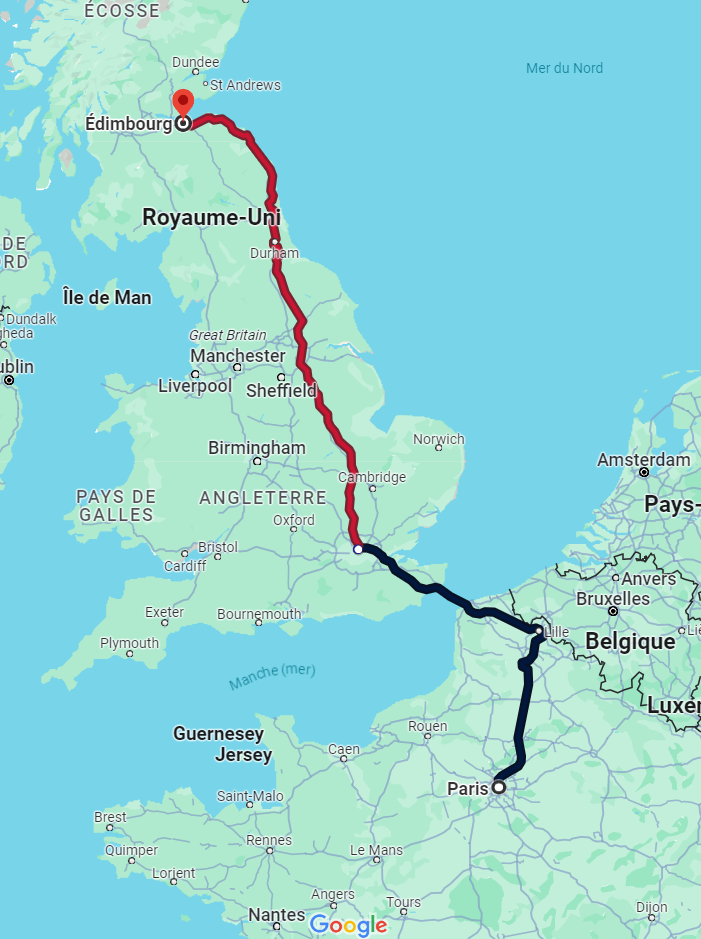 ÉCOSSE
Dundee
Mer du Nord
St Andrews
Édimbourg
Royaume-Uni
DE
RD
Durham
Île de Man
Dundalk
gheda
Great Britain
Manchester
ublin
Liverpool
Sheffield
Norwich
Birmingham
Amsterdam
Cambridge
PAYS DE
GALLES
ANGLETERRE
Pays-
Oxford
Bristol
Cardiff
Anvers
Bruxelles
Exeter
Bournemouth
Lille
Liè
Plymouth
Belgique
Manche (mer)
Luxem
Guernesey
Jersey
Rouen
Caen
Paris
Saint-Malo
Brest
Rennes
Quimper
Le Mans
Lorient
Angers
Tours
Dijon
Nantes
Google